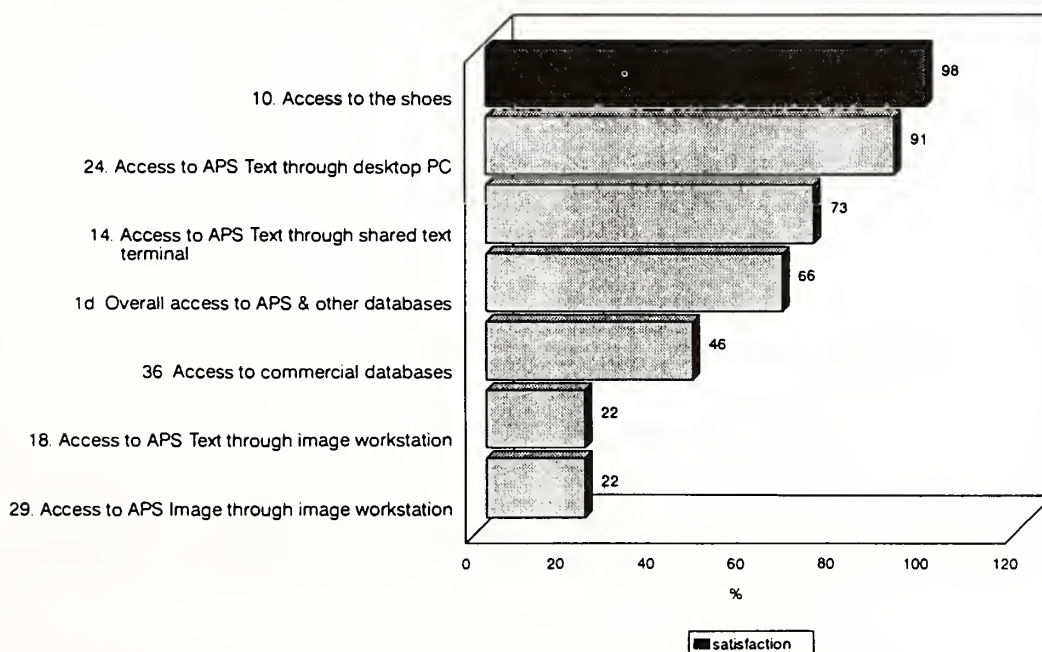 10. Access to the shoes
98
24. Access to APS Text through desktop PC
91
14. Access to APS Text through shared text
terminal
73
1d Overall access to APS & other databases
66
36 Access to commercial databases
46
18. Access to APS Text through image workstation
22
29. Access to APS Image through image workstation
22
0 20 40 60 80 100 120
%
satisfaction